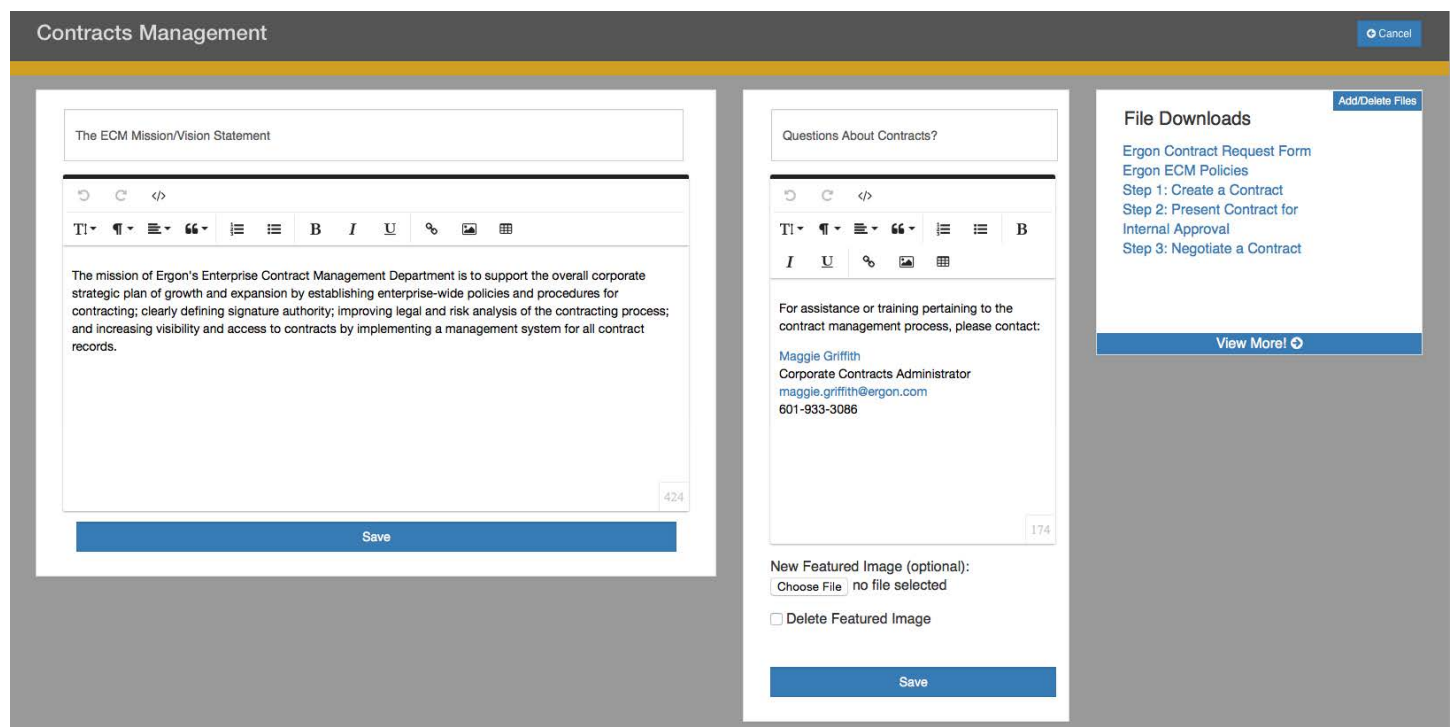 Contracts Management
Cancel
The ECM Mission/Vision Statement
The mission of Ergon's Enterprise Contract Management Department is to support the overall corporate
strategic plan of growth and expansion by establishing enterprise-wide policies and procedures for
contracting; clearly defining signature authority; improving legal and risk analysis of the contracting process;
and increasing visibility and access to contracts by implementing a management system for all contract
records.
424
Save
Questions About Contracts?
B
I U
For assistance or training pertaining to the
contract management process, please contact:
Maggie Griffith
Corporate Contracts Administrator
maggie.griffith@ergon.com
601-933-3086
174
New Featured Image (optional):
Choose File no file selected
Delete Featured Image
Save
Add/Delete Files
File Downloads
Ergon Contract Request Form
Ergon ECM Policies
Step 1: Create a Contract
Step 2: Present Contract for
Internal Approval
Step 3: Negotiate a Contract
View More!